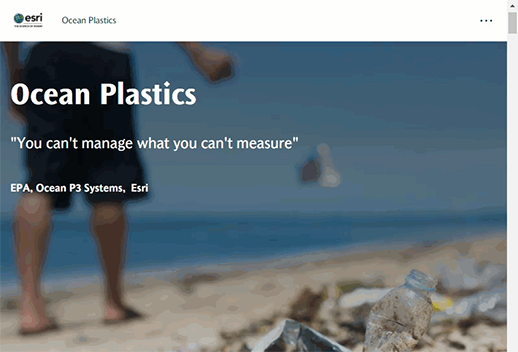 esri
Ocean Plastics
Ocean Plastics
"You can't manage what you can't measure"
EPA, Ocean P3 Systems, Esri